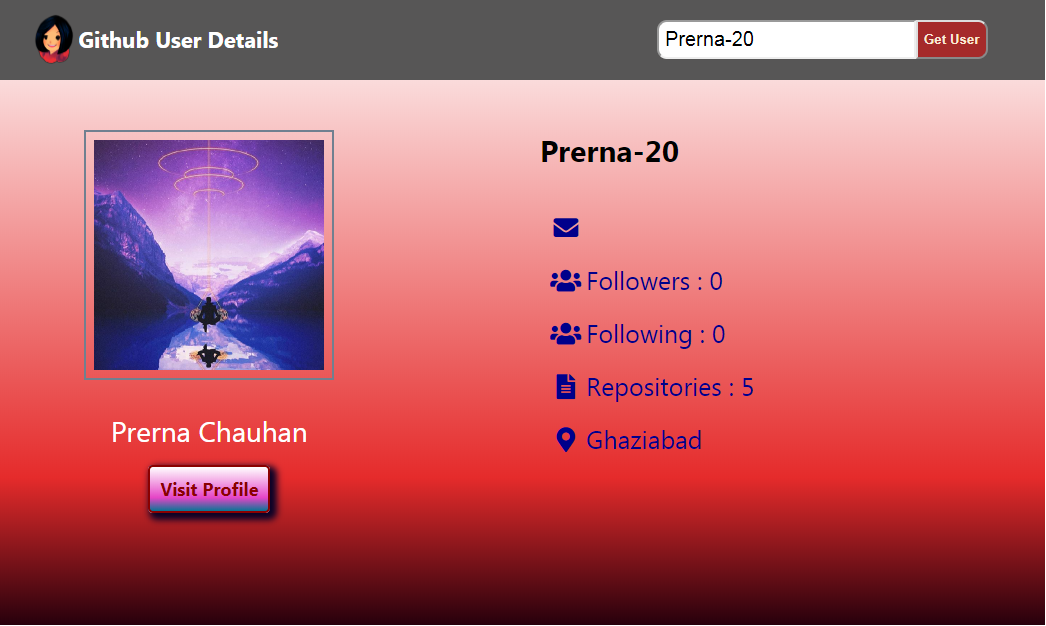 Github User Details
Prerna-20
Get User
Prerna-20
Followers : 0
Following : 0
Repositories : 5
Ghaziabad
Prerna Chauhan
Visit Profile